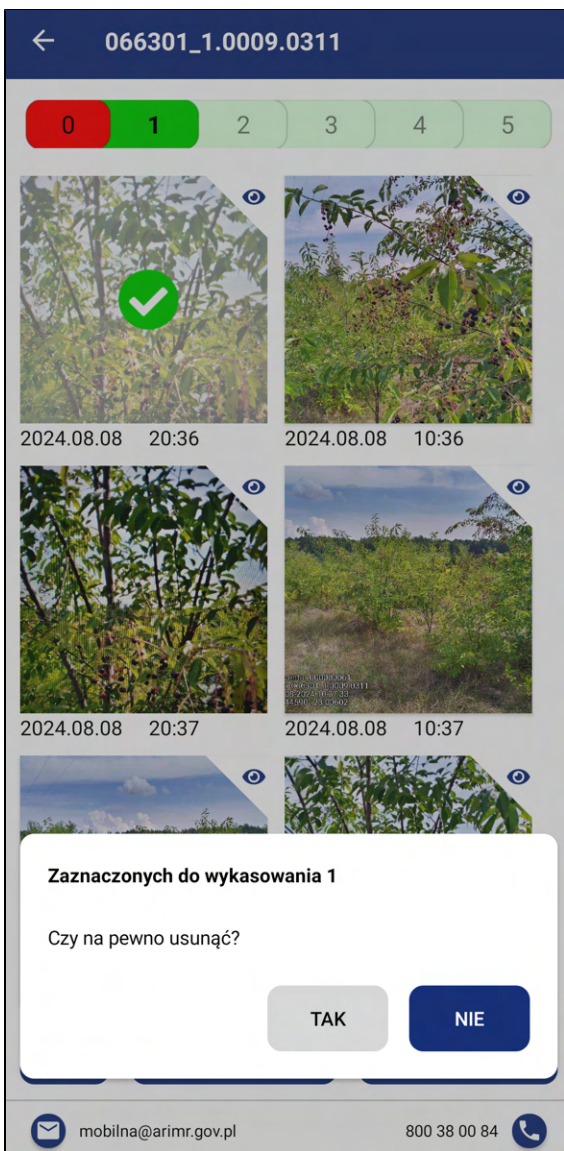 066301_1.0009.0311
0 1 2 3 4 5
2024.08.08 20:36 2024.08.08 10:36
2024.08.08 20:37 2024.08.08 10:37
Zaznaczonych do wykasowania 1
Czy na pewno usunąć?
TAK NIE
mobilna@arimr.gov.pl 800 38 00 84